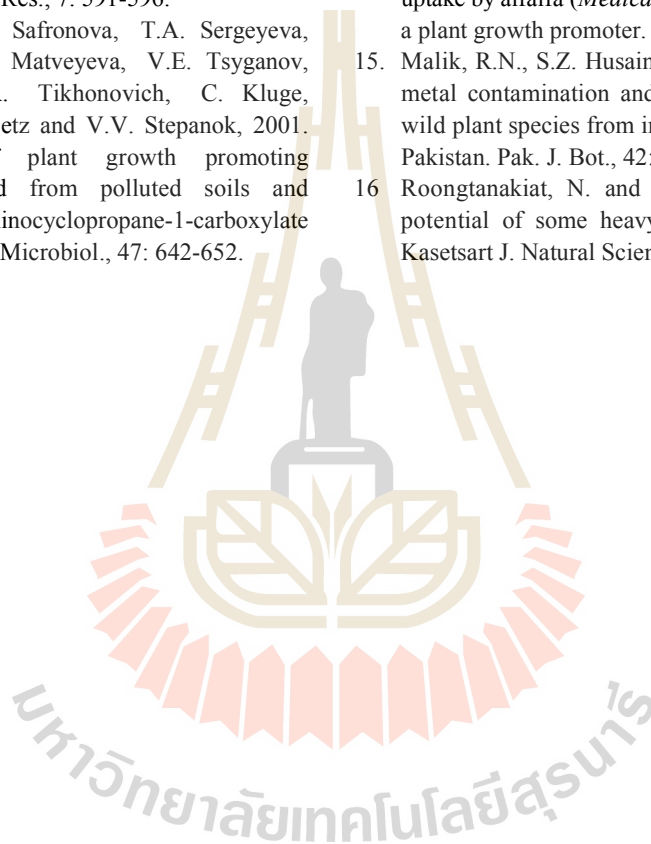 Res., 7: 591-596.
Safronova, T.A. Sergeyeva,
Matveyeva, V.E. Tsyganov,
Tikhonovich, C. Kluge,
etz and V.V. Stepanok, 2001.
plant growth promoting
d from polluted soils and
inocyclopropane-1-carboxylate
Microbiol., 47: 642-652.
uptake by alfalfa (Medica
a plant growth promoter.
15. Malik, R.N., S.Z. Husain
metal contamination and
wild plant species from in
Pakistan. Pak. J. Bot., 42:
16 Roongtanakiat, N. and
potential of some heavy
Kasetsart J. Natural Scien
มหาวิทยาลัยเทคโนโลยีสุรนารี